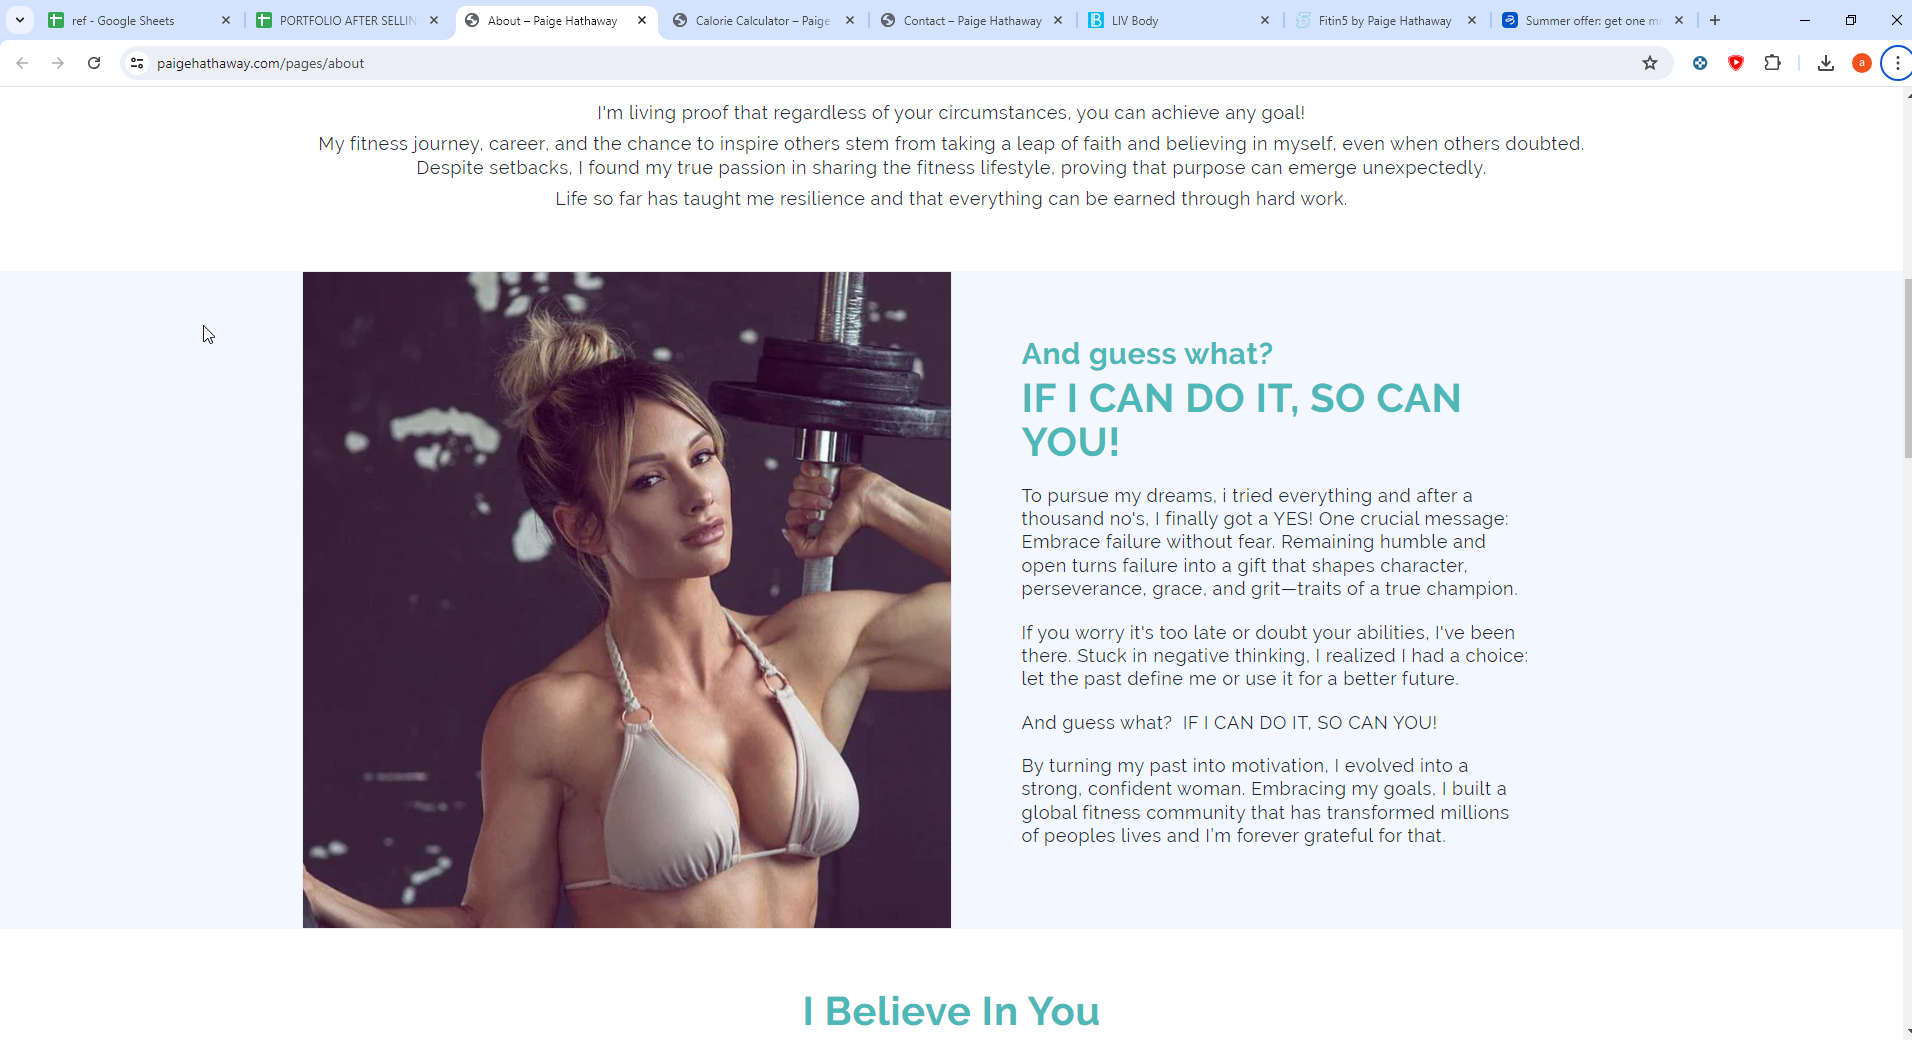 ref - Google Sheets
PORTFOLIO AFTER SELLIN
About – Paige Hathaway
Calorie Calculator – Paige
Contact – Paige Hathaway
LIV Body
Fitin5 by Paige Hathaway
Summer offer: get one mo
paigehathaway.com/pages/about
a
I'm living proof that regardless of your circumstances, you can achieve any goal!
My fitness journey, career, and the chance to inspire others stem from taking a leap of faith and believing in myself, even when others doubted.
Despite setbacks, I found my true passion in sharing the fitness lifestyle, proving that purpose can emerge unexpectedly.
Life so far has taught me resilience and that everything can be earned through hard work.
And guess what?
IF I CAN DO IT, SO CAN
YOU!
To pursue my dreams, i tried everything and after a
thousand no's, I finally got a YES! One crucial message:
Embrace failure without fear. Remaining humble and
open turns failure into a gift that shapes character,
perseverance, grace, and grit—traits of a true champion.
If you worry it's too late or doubt your abilities, I've been
there. Stuck in negative thinking, I realized I had a choice:
let the past define me or use it for a better future.
And guess what?  IF I CAN DO IT, SO CAN YOU!
By turning my past into motivation, I evolved into a
strong, confident woman. Embracing my goals, I built a
global fitness community that has transformed millions
of peoples lives and I'm forever grateful for that.
I Believe In You